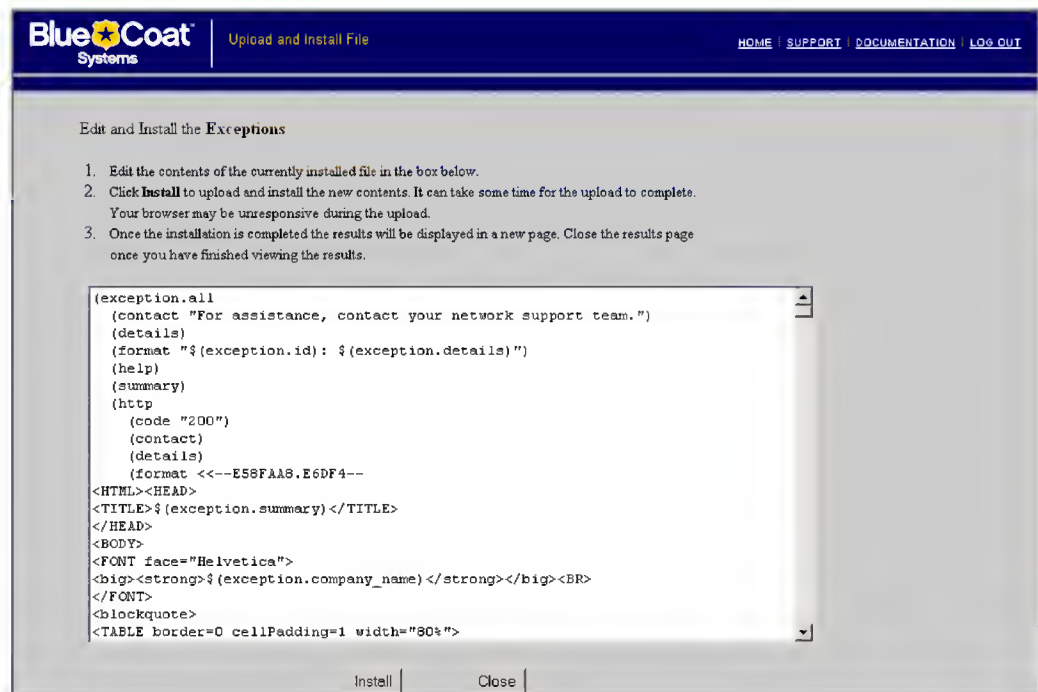 Blue Coat
Systems
Upload and Install File
HOME | SUPPORT | DOCUMENTATION | LOG OUT
Edit and Install the Exceptions
1. Edit the contents of the currently installed file in the box below.
2. Click Install to upload and install the new contents. It can take some time for the upload to complete.
Your browser may be unresponsive during the upload.
3. Once the installation is completed the results will be displayed in a new page. Close the results page
once you have finished viewing the results.
(exception.all
(contact "For assistance, contact your network support team.")
(details)
(format "$(exception.id): $(exception.details)")
(help)
(summary)
(http
(code "200")
(contact)
(details)
(format <<--E58FAA8.E6DF4--
<HTML><HEAD>
<TITLE>$(exception.summary)</TITLE>
</HEAD>
<BODY>
<FONT face="Helvetica">
<big><strong>$(exception.company_name)</strong></big><BR>
</FONT>
<blockquote>
<TABLE border=0 cellPadding=1 width="80%">
Install
Close